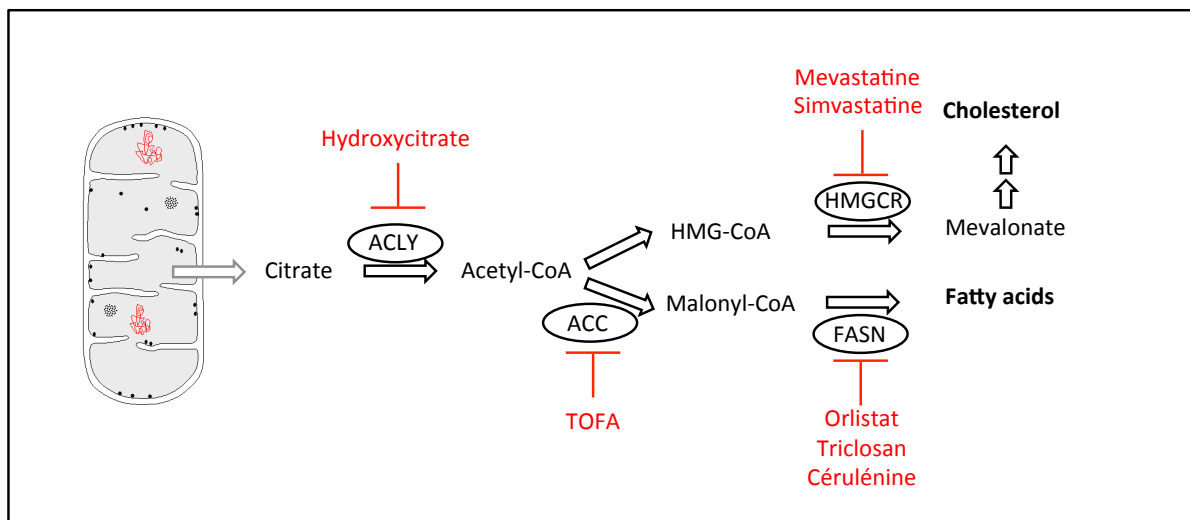 Mevastatine
Simvastatine
Cholesterol
Hydroxycitrate
HMGCR
ACLY
HMG-CoA
Mevalonate
Citrate
Acetyl-CoA
Malonyl-CoA
Fatty acids
ACC
FASN
TOFA
Orlistat
Triclosan
Cérulénine